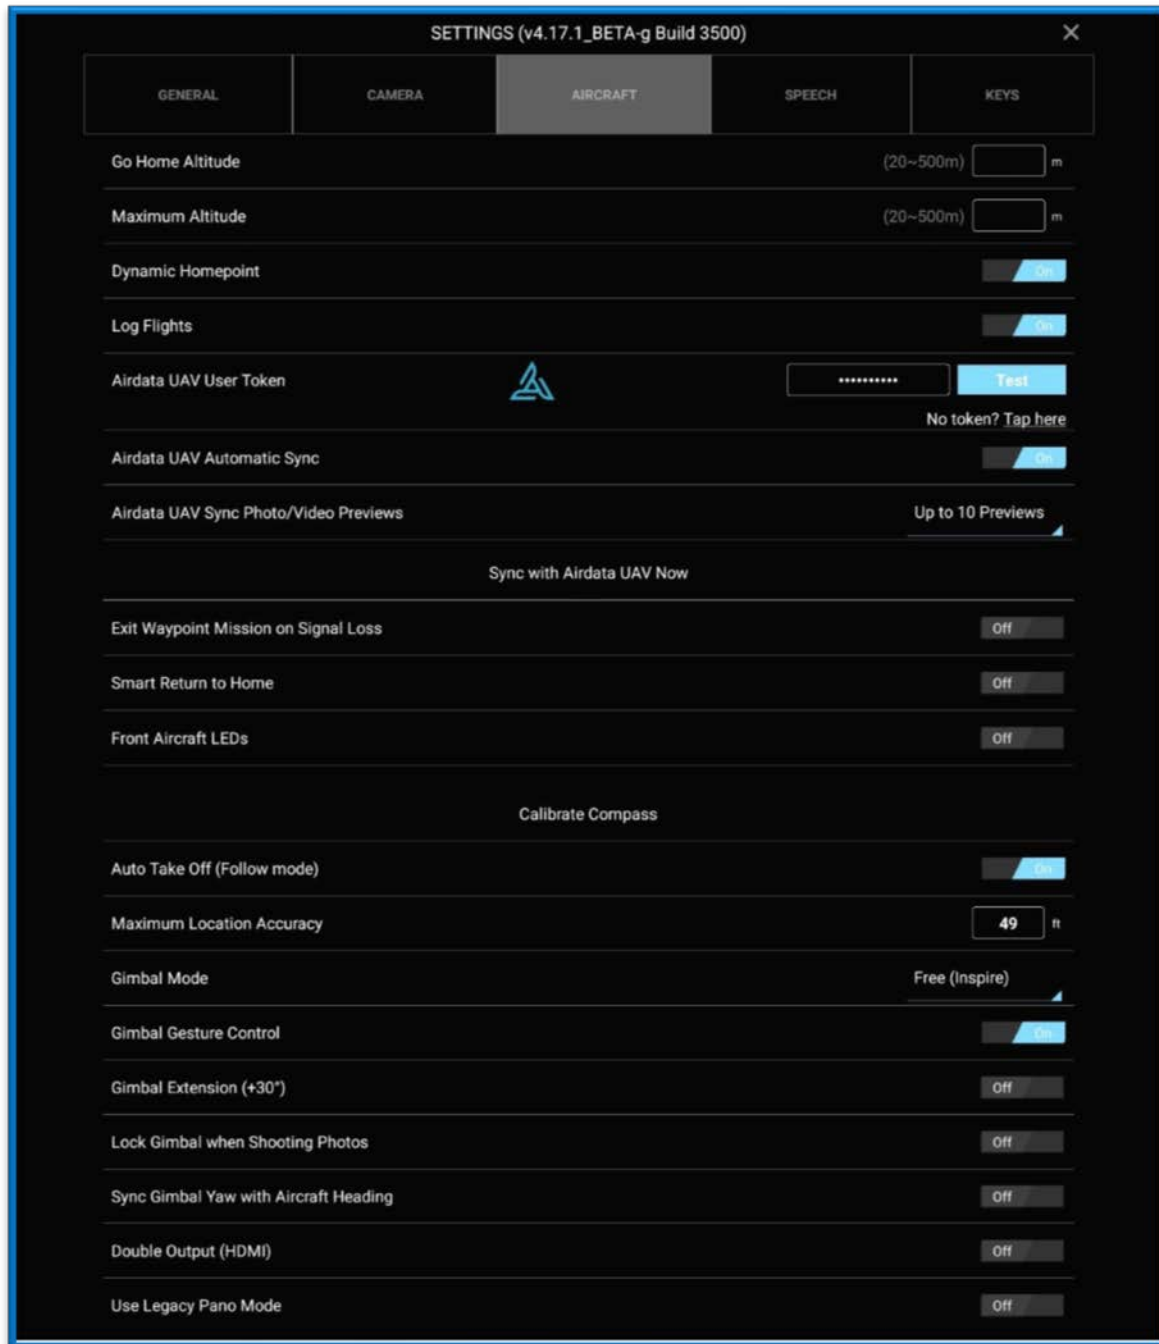 SETTINGS (v4.17.1_BETA-g Build 3500)
GENERAL CAMERA AIRCRAFT SPEECH KEYS
Go Home Altitude (20~500m) m
Maximum Altitude (20~500m) m
Dynamic Homepoint On
Log Flights On
Airdata UAV User Token •••••••••• Test
No token? Tap here
Airdata UAV Automatic Sync On
Airdata UAV Sync Photo/Video Previews Up to 10 Previews
Sync with Airdata UAV Now
Exit Waypoint Mission on Signal Loss Off
Smart Return to Home Off
Front Aircraft LEDs Off
Calibrate Compass
Auto Take Off (Follow mode) On
Maximum Location Accuracy 49 ft
Gimbal Mode Free (Inspire)
Gimbal Gesture Control On
Gimbal Extension (+30°) Off
Lock Gimbal when Shooting Photos Off
Sync Gimbal Yaw with Aircraft Heading Off
Double Output (HDMI) Off
Use Legacy Pano Mode Off